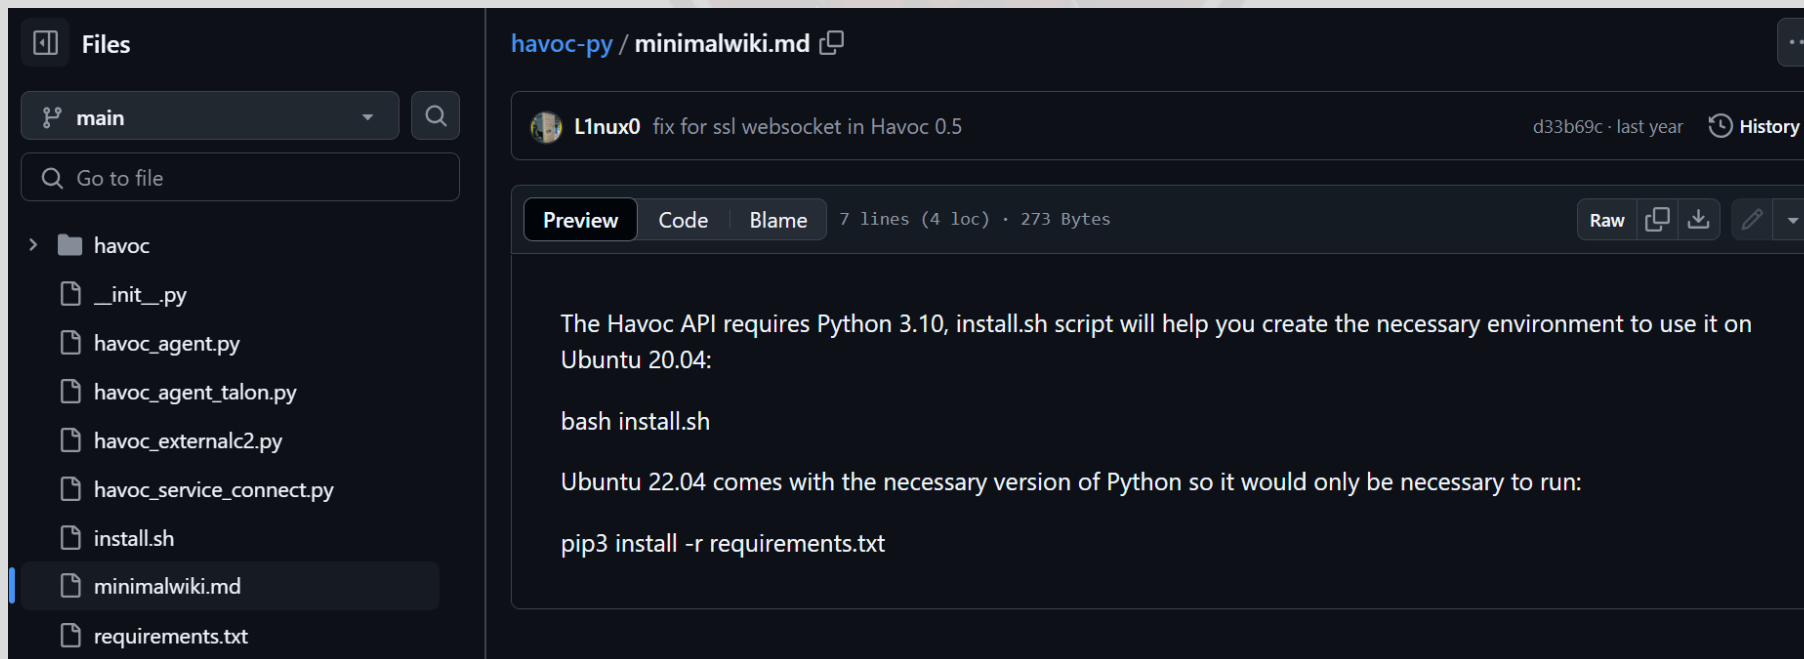 Files
main
Go to file
havoc
__init__.py
havoc_agent.py
havoc_agent_talon.py
havoc_externalc2.py
havoc_service_connect.py
install.sh
minimalwiki.md
requirements.txt
havoc-py / minimalwiki.md
L1nux0 fix for ssl websocket in Havoc 0.5 d33b69c · last year History
Preview Code Blame 7 lines (4 loc) · 273 Bytes Raw
The Havoc API requires Python 3.10, install.sh script will help you create the necessary environment to use it on
Ubuntu 20.04:
bash install.sh
Ubuntu 22.04 comes with the necessary version of Python so it would only be necessary to run:
pip3 install -r requirements.txt